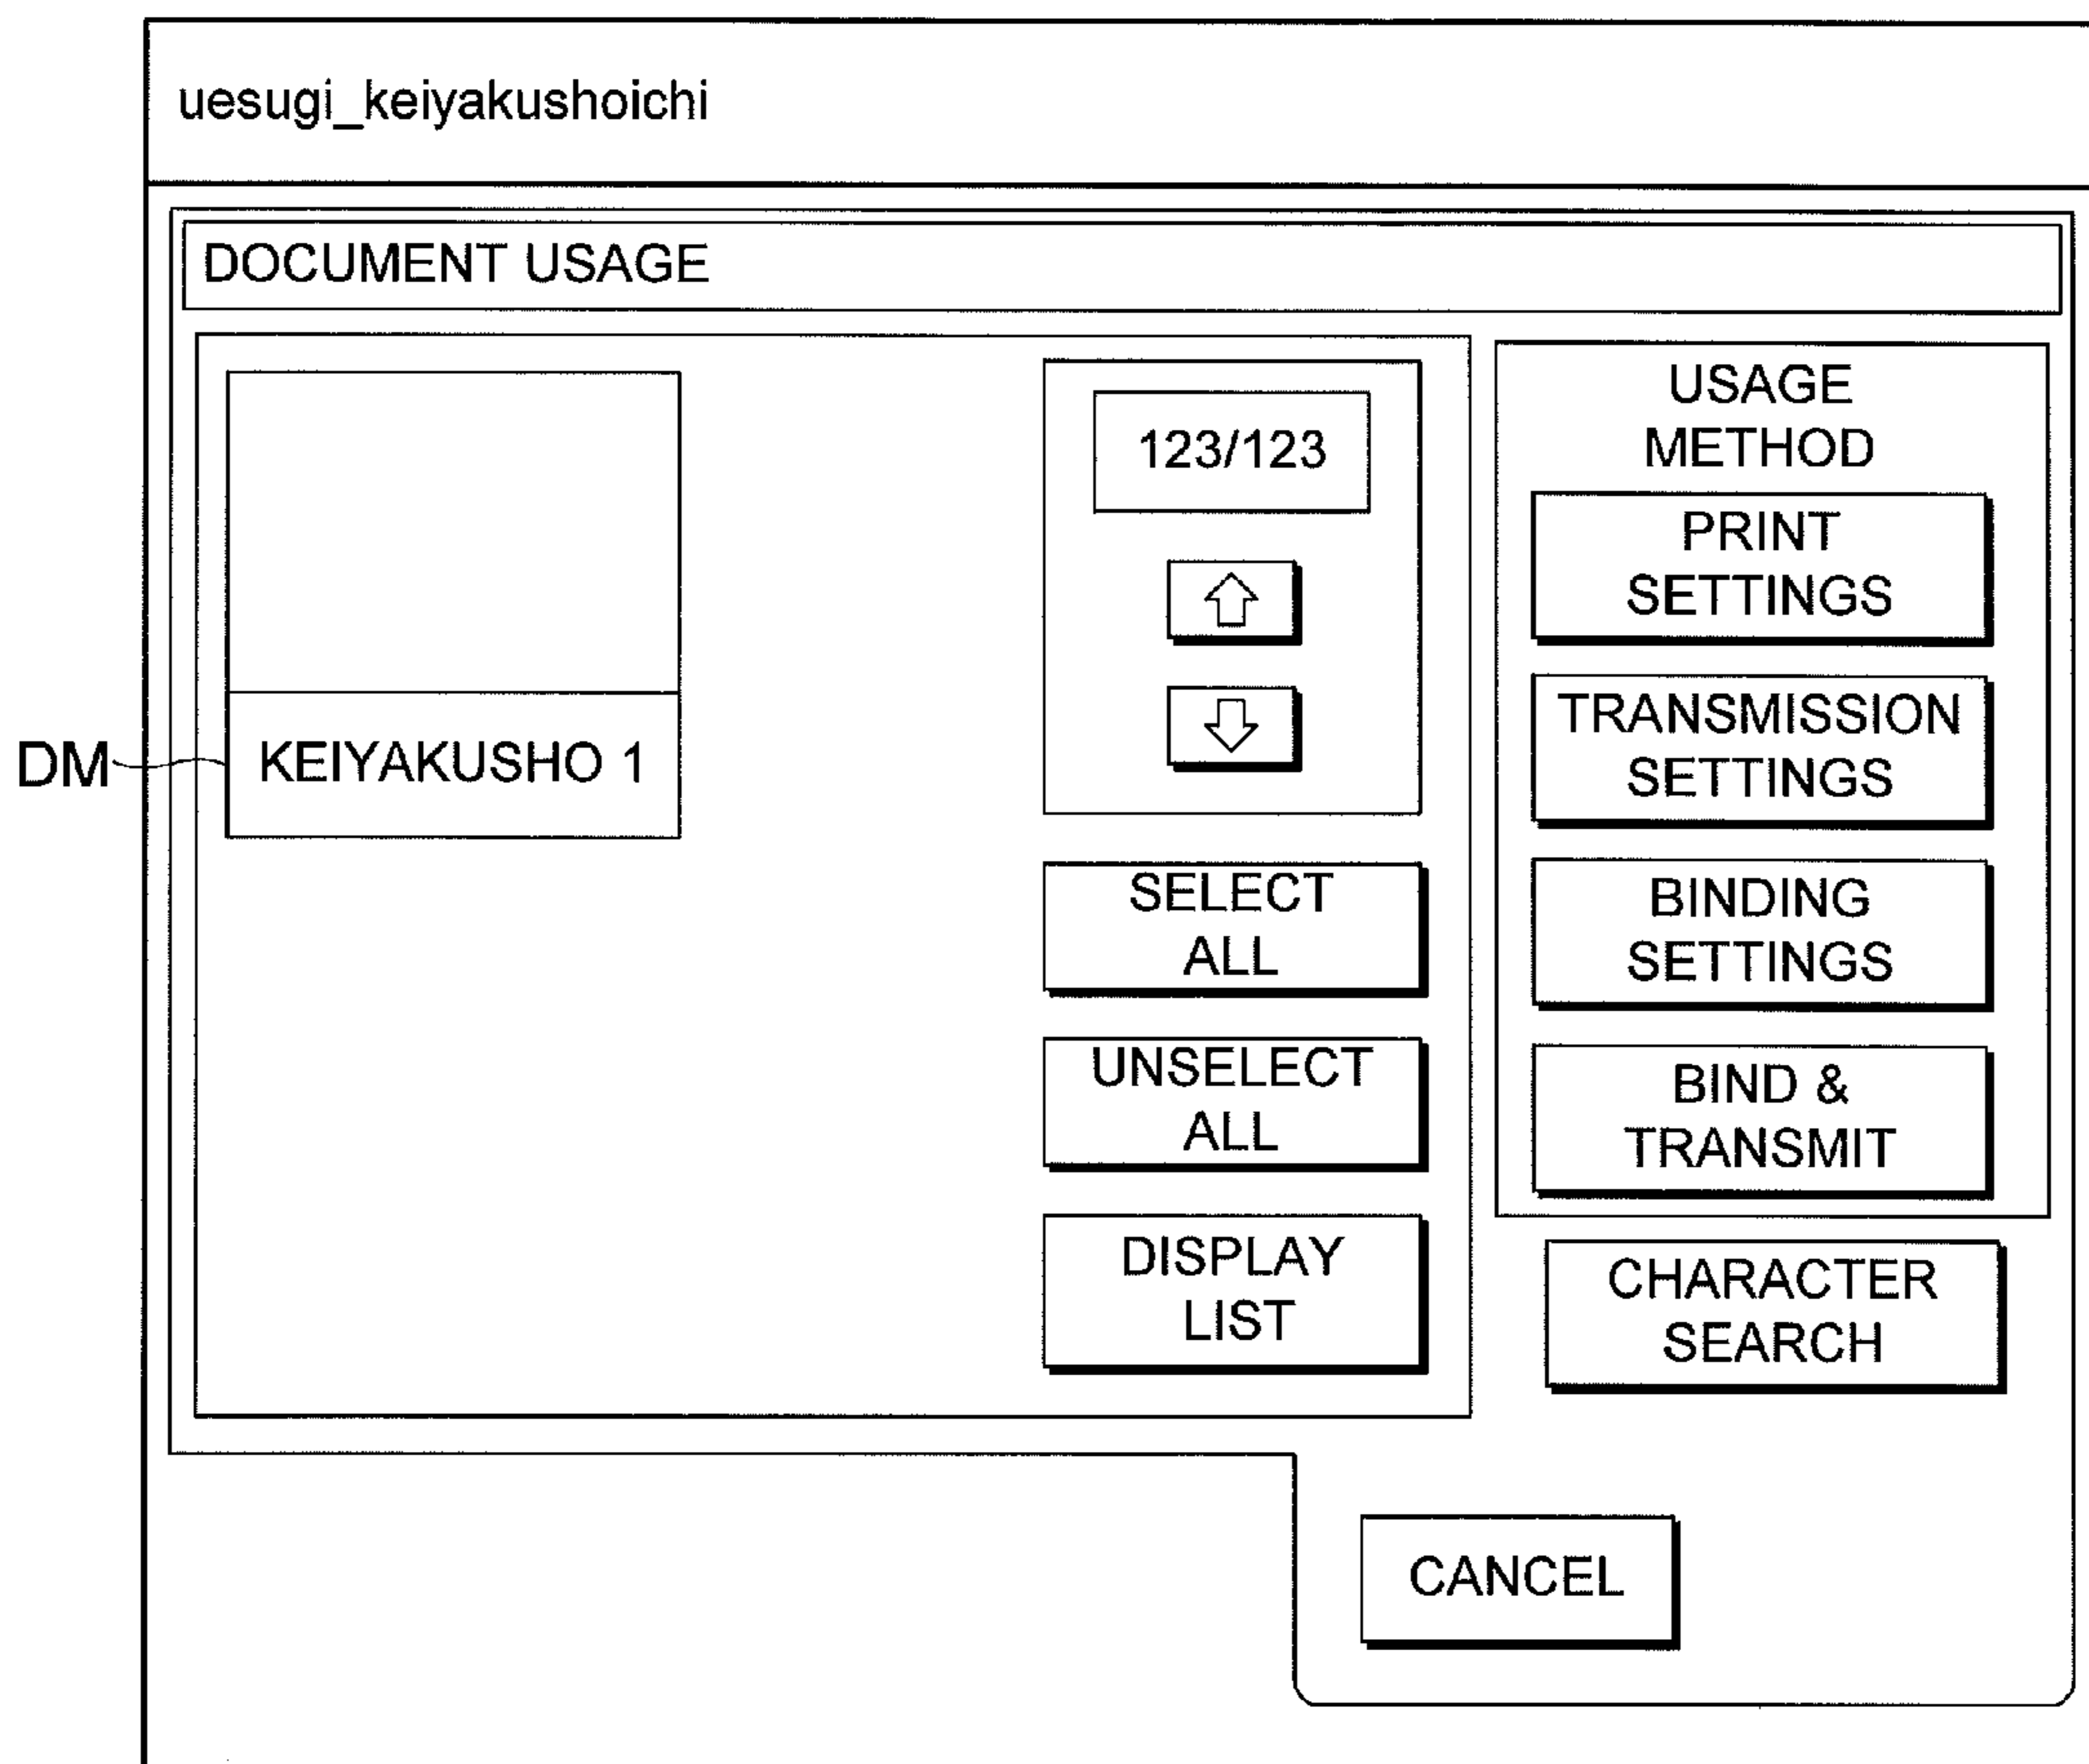 uesugi_keiyakushoichi
DOCUMENT USAGE
DM
KEIYAKUSHO 1
123/123
SELECT
ALL
UNSELECT
ALL
DISPLAY
LIST
USAGE
METHOD
PRINT
SETTINGS
TRANSMISSION
SETTINGS
BINDING
SETTINGS
BIND &
TRANSMIT
CHARACTER
SEARCH
CANCEL